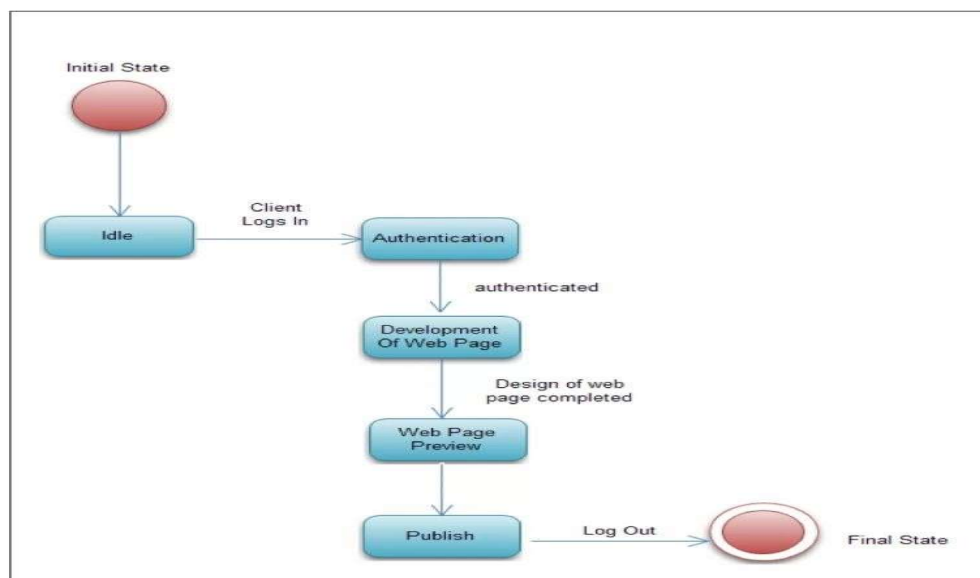 Initial State
Idle
Client
Logs In
Authentication
authenticated
Development
Of Web Page
Design of web
page completed
Web Page
Preview
Publish
Log Out
Final State